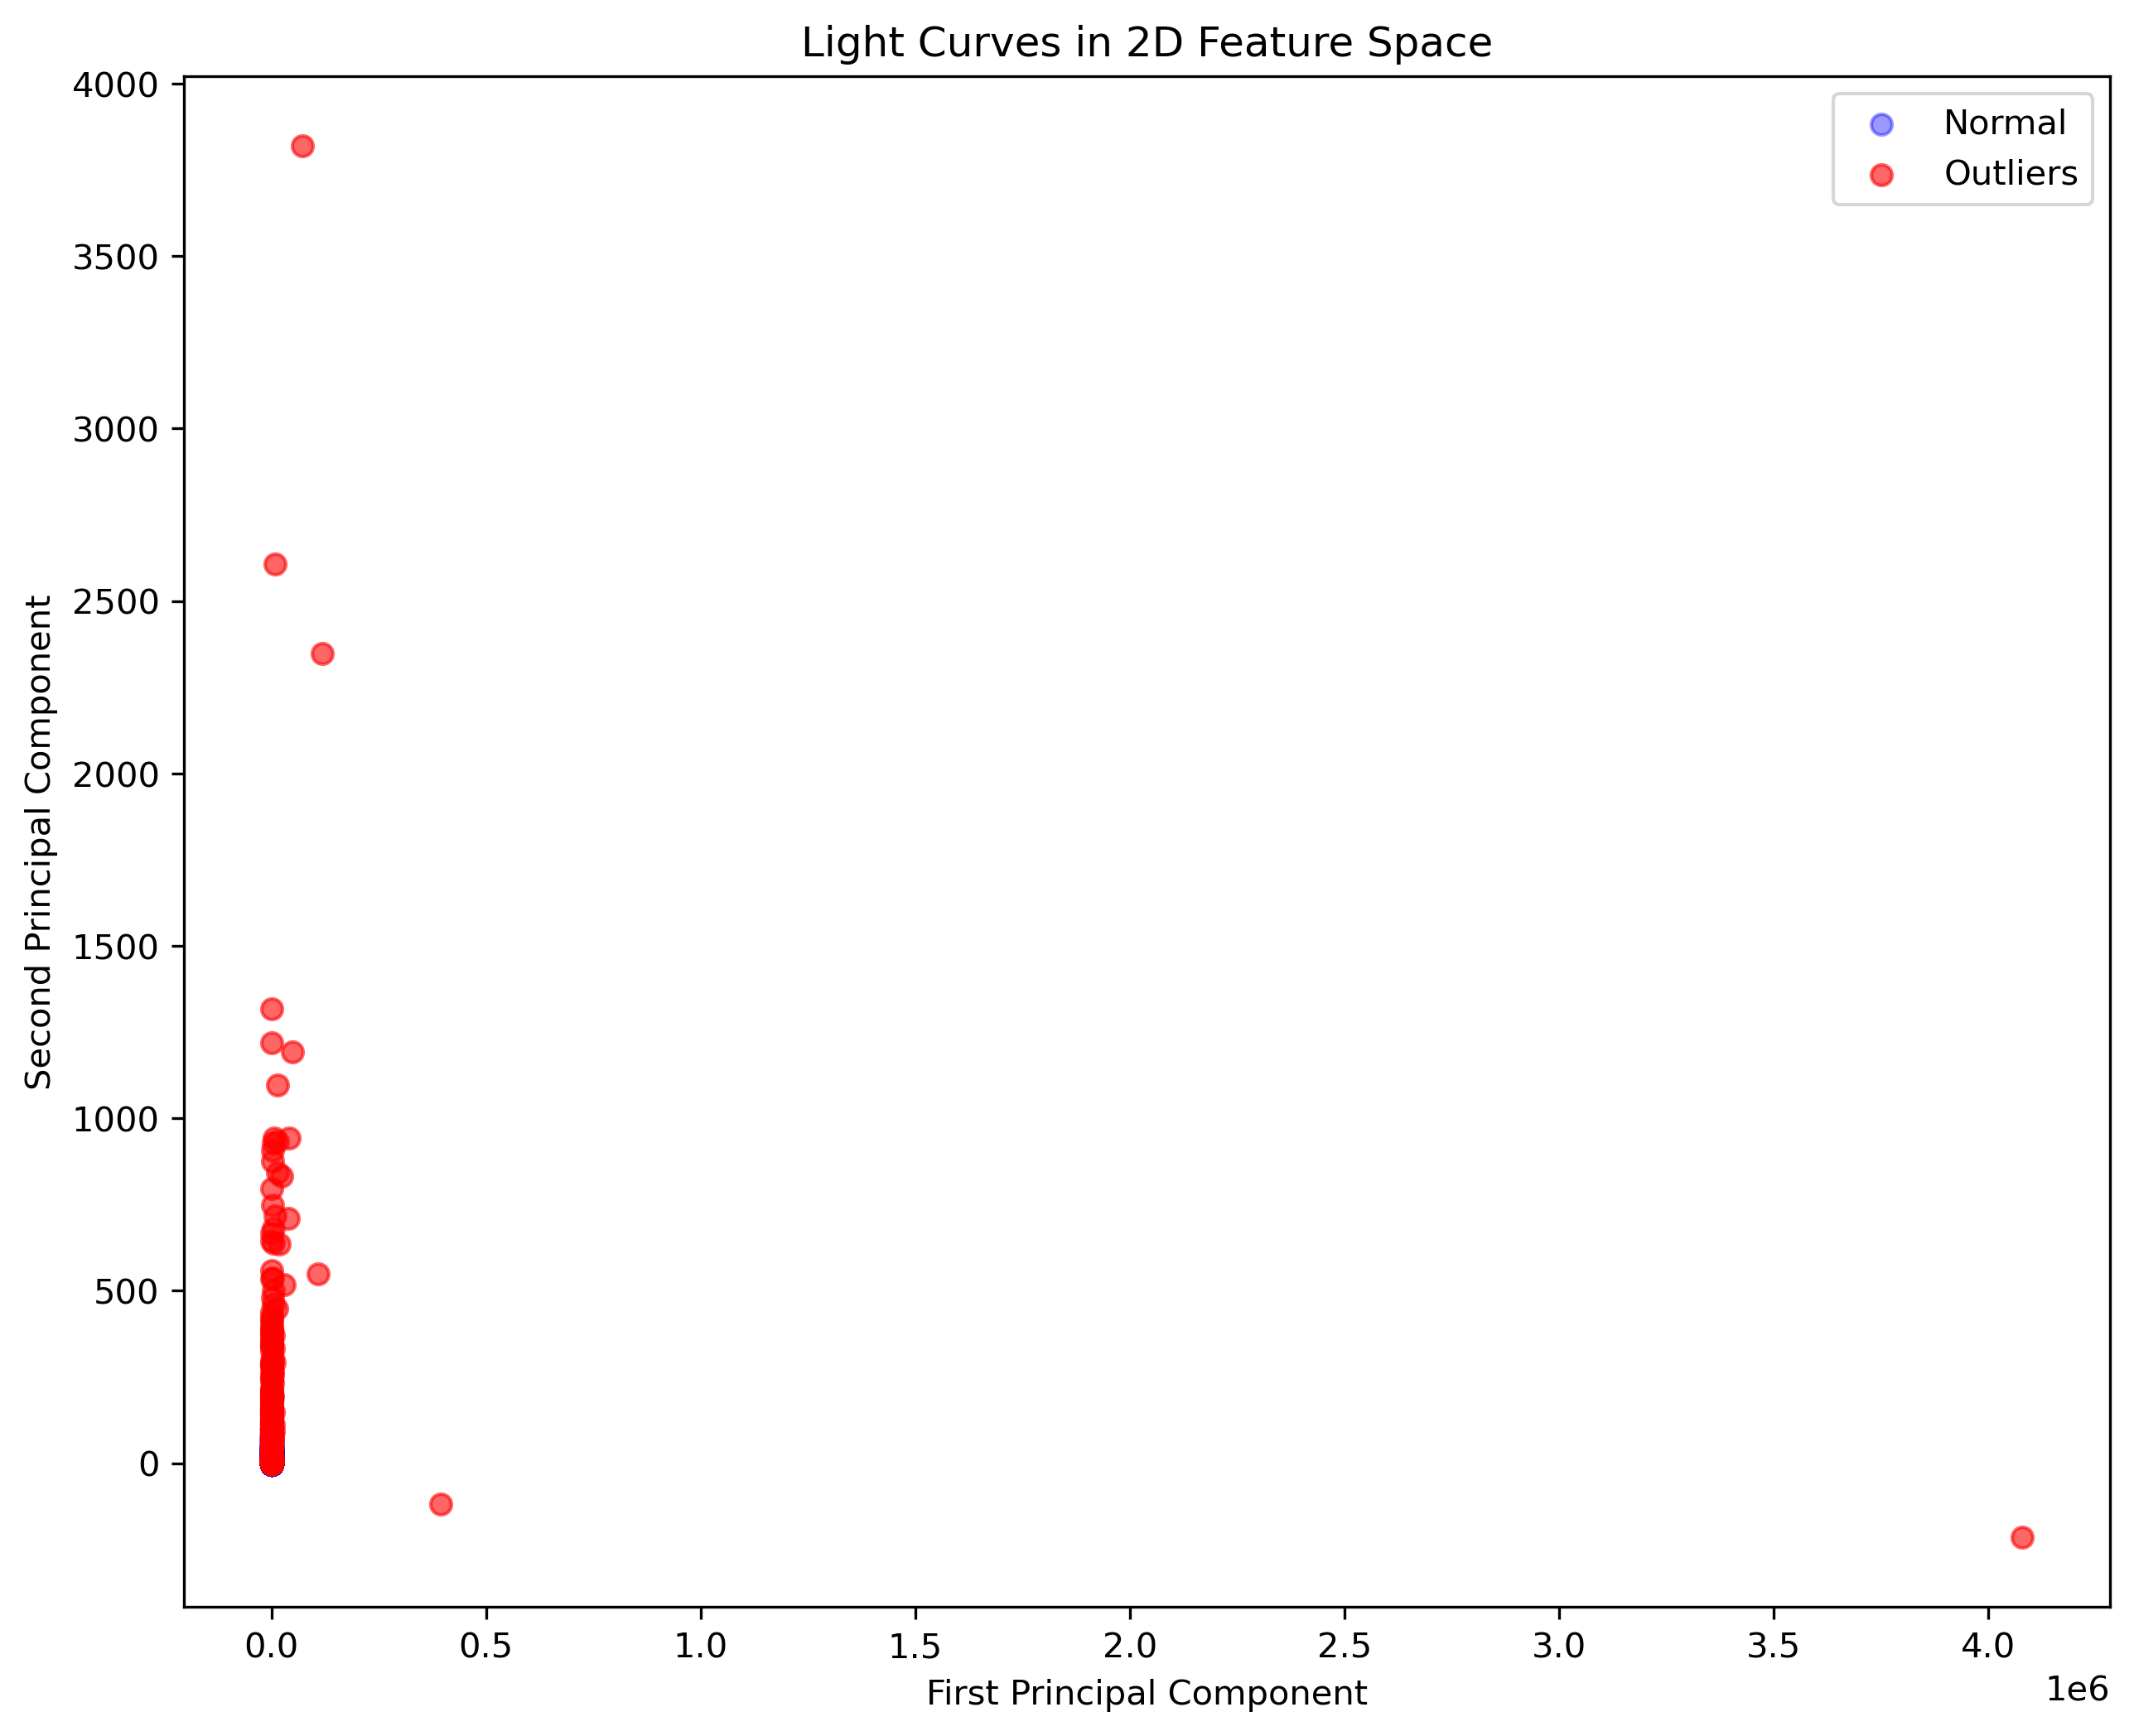 Light Curves in 2D Feature Space
Normal
Outliers
Second Principal Component
4000
3500
3000
2500
2000
1500
1000
500
0
0.0 0.5 1.0 1.5 2.0 2.5 3.0 3.5 4.0
1e6
First Principal Component